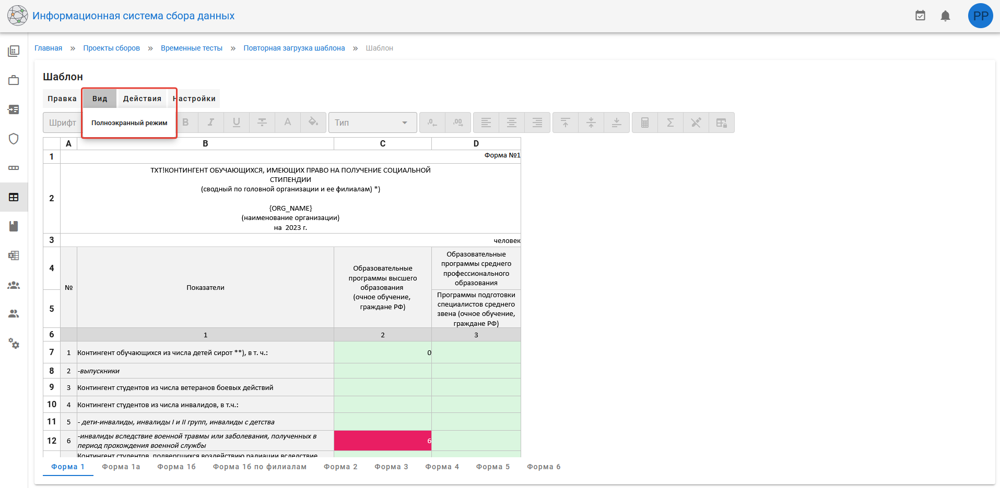 Информационная система сбора данных
PP
Главная » Проекты сборов » Временные тесты » Повторная загрузка шаблона » Шаблон
Шаблон
Правка Вид Действия Настройки
Шрифт Полноэкранный режим B I U A Тип .0 .00 Σ
A B C D
1 Форма №1
2
ТХТ!КОНТИНГЕНТ ОБУЧАЮЩИХСЯ, ИМЕЮЩИХ ПРАВО НА ПОЛУЧЕНИЕ СОЦИАЛЬНОЙ
СТИПЕНДИИ
(сводный по головной организации и ее филиалам) *)
{ORG_NAME}
(наименование организации)
на 2023 г.
3 человек
4
5
№
Показатели
Образовательные
программы высшего
образования
(очное обучение,
граждане РФ)
Образовательные
программы среднего
профессионального
образования
Программы подготовки
специалистов среднего
звена (очное обучение,
граждане РФ)
6 1 2 3
7 1 Контингент обучающихся из числа детей сирот **), в т. ч.: 0
8 2 -выпускники
9 3 Контингент студентов из числа ветеранов боевых действий
10 4 Контингент студентов из числа инвалидов, в т.ч.:
11 5 - дети-инвалиды, инвалиды I и II групп, инвалиды с детства
12 6 -инвалиды вследствие военной травмы или заболевания, полученных в 6
период прохождения военной службы
Контингент студентов, подвергшихся воздействию радиации вследствие
Форма 1 Форма 1а Форма 1б Форма 1б по филиалам Форма 2 Форма 3 Форма 4 Форма 5 Форма 6